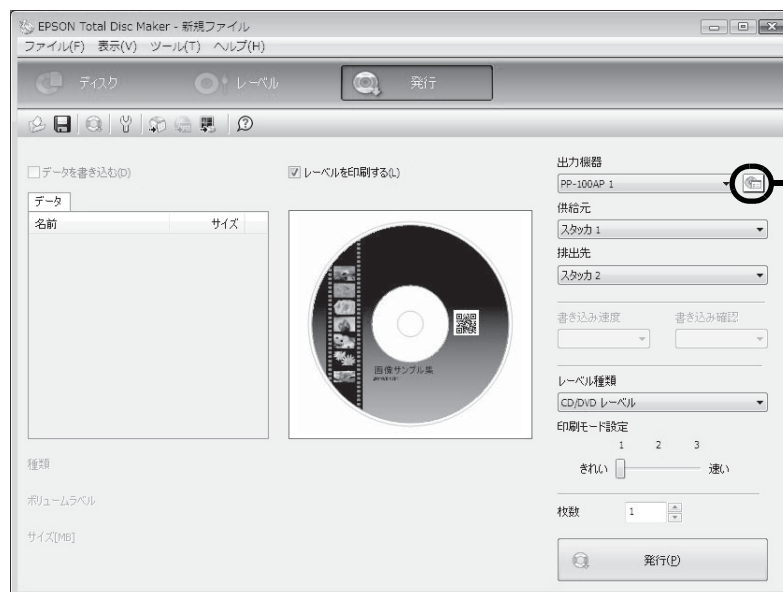 EPSON Total Disc Maker - 新規ファイル
ファイル(F) 表示(V) ツール(T) ヘルプ(H)
ディスク レーベル 発行
データを書き込む(D)
データ
名前 サイズ
種類
ボリュームラベル
サイズ[MB]
レーベルを印刷する(L)
画像サンプル集
出力機器
PP-100AP 1
供給元
スタッカ 1
排出先
スタッカ 2
書き込み速度 書き込み確認
レーベル種類
CD/DVD レーベル
印刷モード設定
1 2 3
きれい 速い
枚数 1
発行(P)